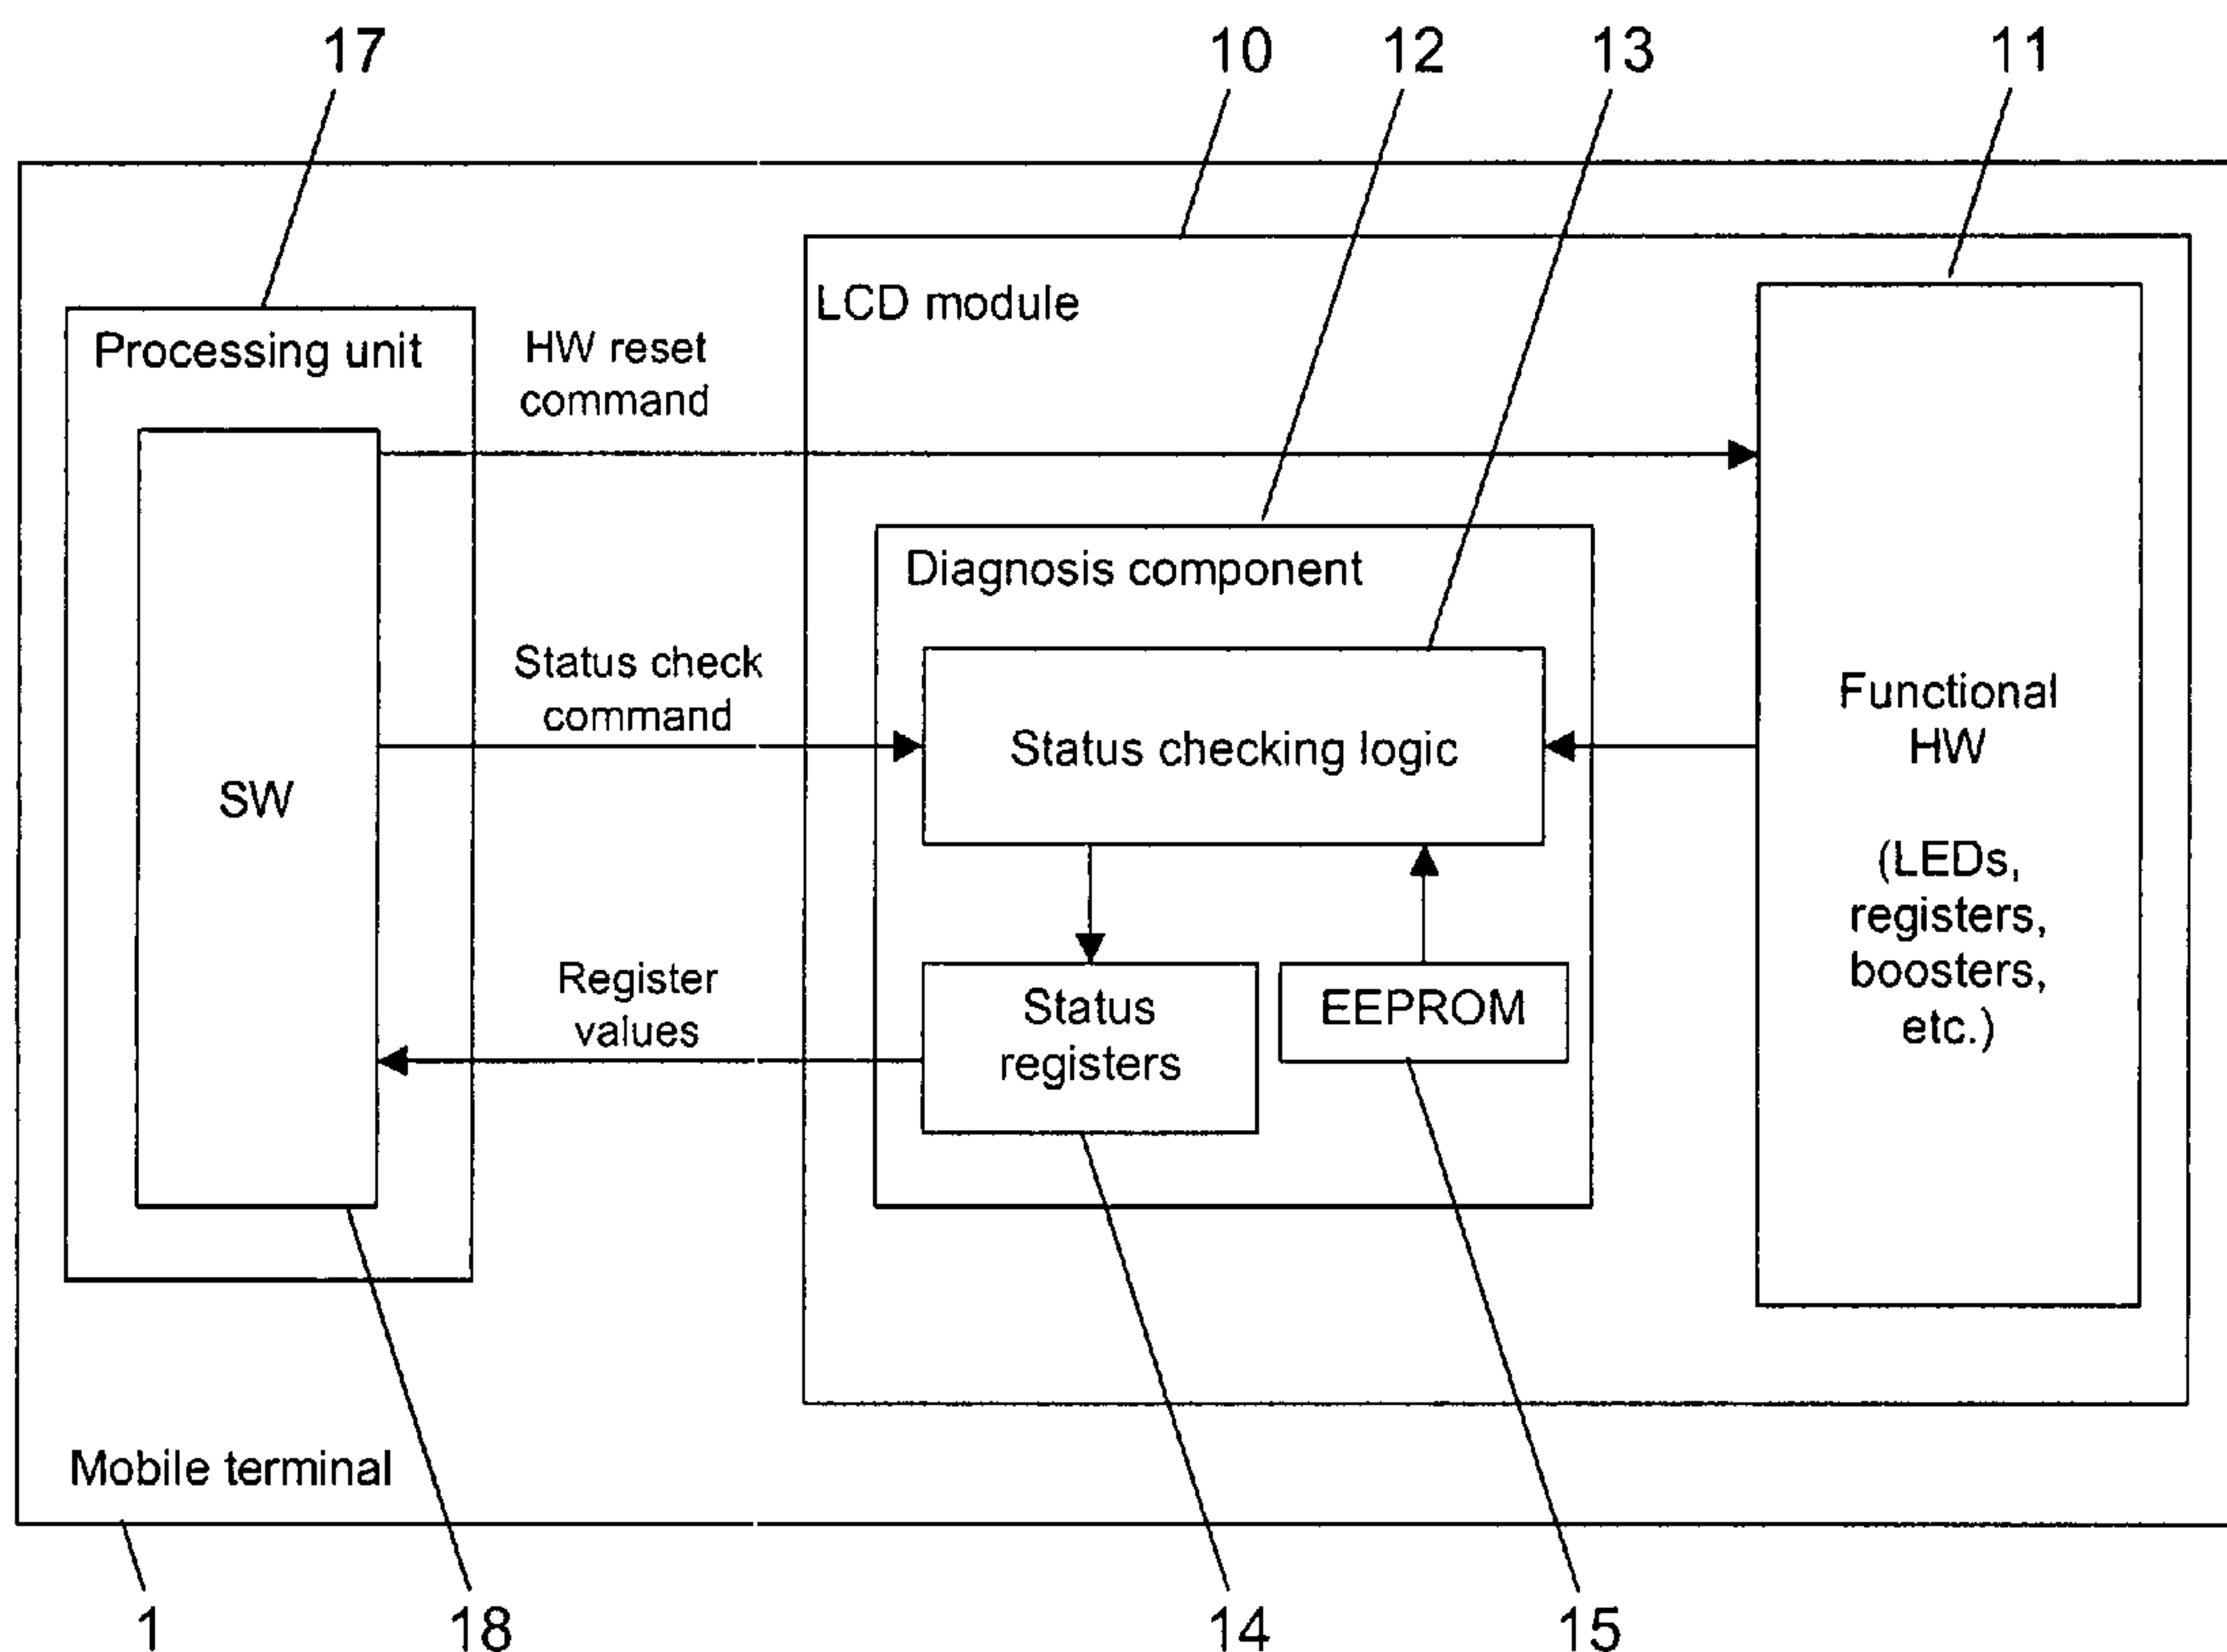 17
10
12
13
11
LCD module
Processing unit
HW reset
command
Diagnosis component
Status check
command
Status checking logic
Functional
HW
(LEDs,
registers,
boosters,
etc.)
SW
Register
values
Status
registers
EEPROM
Mobile terminal
1
18
14
15